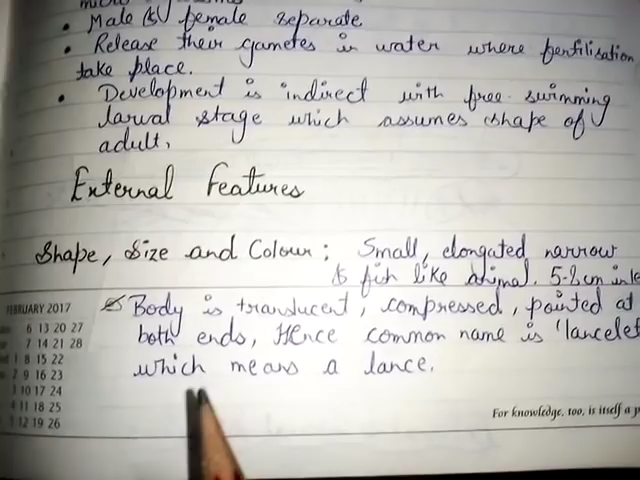 • Male & female separate
• Release their gametes in water where fertilisation
take place.
• Development is indirect with free swimming
larval stage which assumes shape of
adult.
External Features
Shape, Size and Colour: Small, elongated narrow
& fish like animal. 5-8 cm in
Body is translucent, compressed, pointed at
both ends, Hence common name is 'lancelet
which means a lance.
FEBRUARY 2017
6 13 20 27
7 14 21 28
1 8 15 22
2 9 16 23
3 10 17 24
4 11 18 25
5 12 19 26
For knowledge, too, is itself a